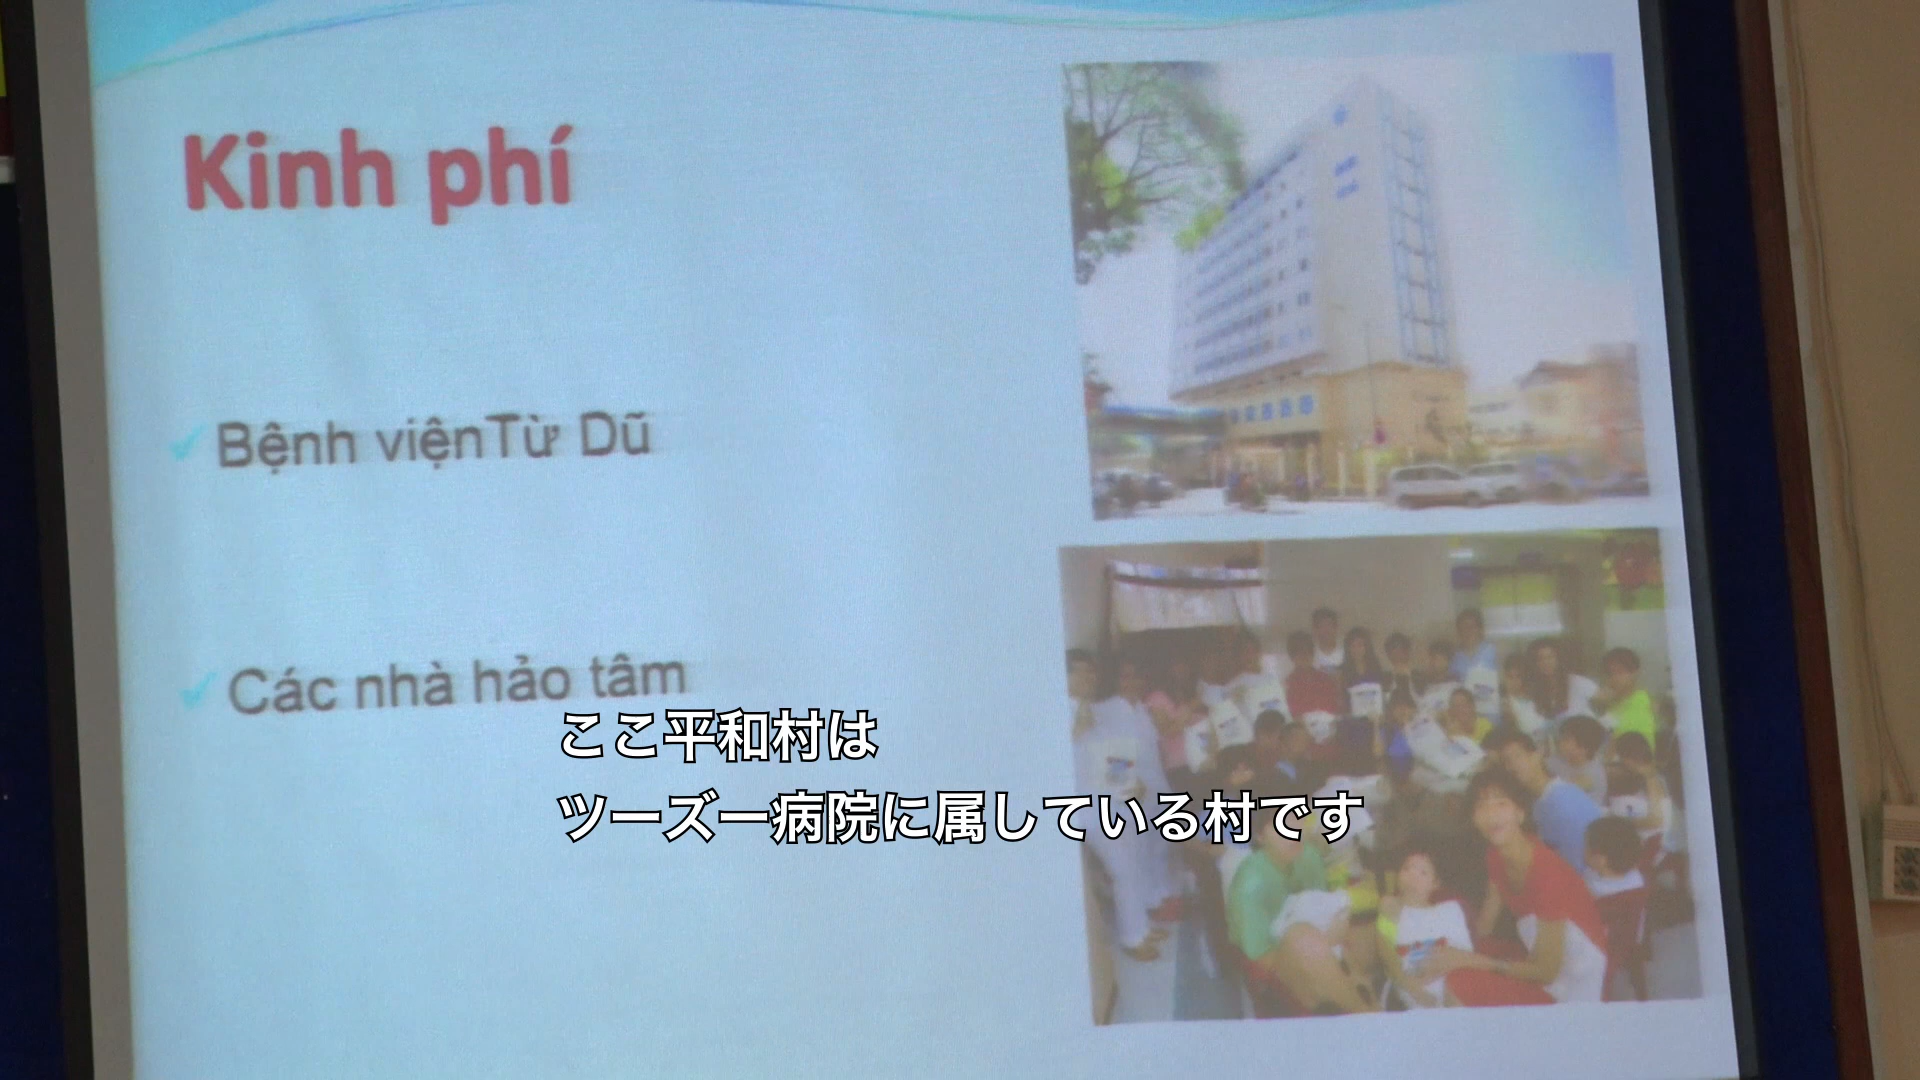 Kinh phí
Bệnh việnTừ Dũ
Các nhà hảo tâm
ここ平和村は
ツーズー病院に属している村です